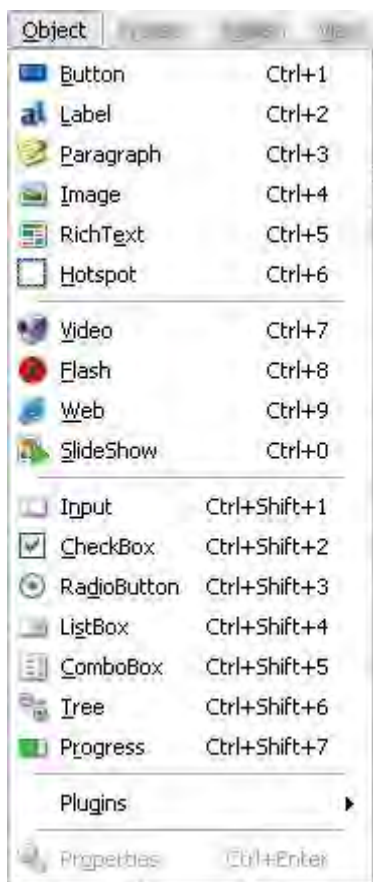 Object
Button Ctrl+1
Label Ctrl+2
Paragraph Ctrl+3
Image Ctrl+4
RichText Ctrl+5
Hotspot Ctrl+6
Video Ctrl+7
Flash Ctrl+8
Web Ctrl+9
SlideShow Ctrl+0
Input Ctrl+Shift+1
CheckBox Ctrl+Shift+2
RadioButton Ctrl+Shift+3
ListBox Ctrl+Shift+4
ComboBox Ctrl+Shift+5
Tree Ctrl+Shift+6
Progress Ctrl+Shift+7
Plugins
Properties Ctrl+Enter